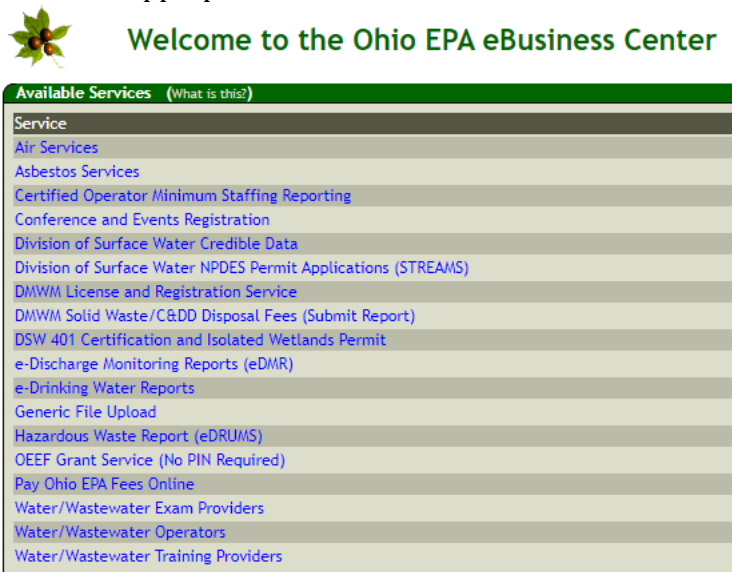 Welcome to the Ohio EPA eBusiness Center
Available Services (What is this?)
Service
Air Services
Asbestos Services
Certified Operator Minimum Staffing Reporting
Conference and Events Registration
Division of Surface Water Credible Data
Division of Surface Water NPDES Permit Applications (STREAMS)
DMWM License and Registration Service
DMWM Solid Waste/C&DD Disposal Fees (Submit Report)
DSW 401 Certification and Isolated Wetlands Permit
e-Discharge Monitoring Reports (eDMR)
e-Drinking Water Reports
Generic File Upload
Hazardous Waste Report (eDRUMS)
OEEF Grant Service (No PIN Required)
Pay Ohio EPA Fees Online
Water/Wastewater Exam Providers
Water/Wastewater Operators
Water/Wastewater Training Providers